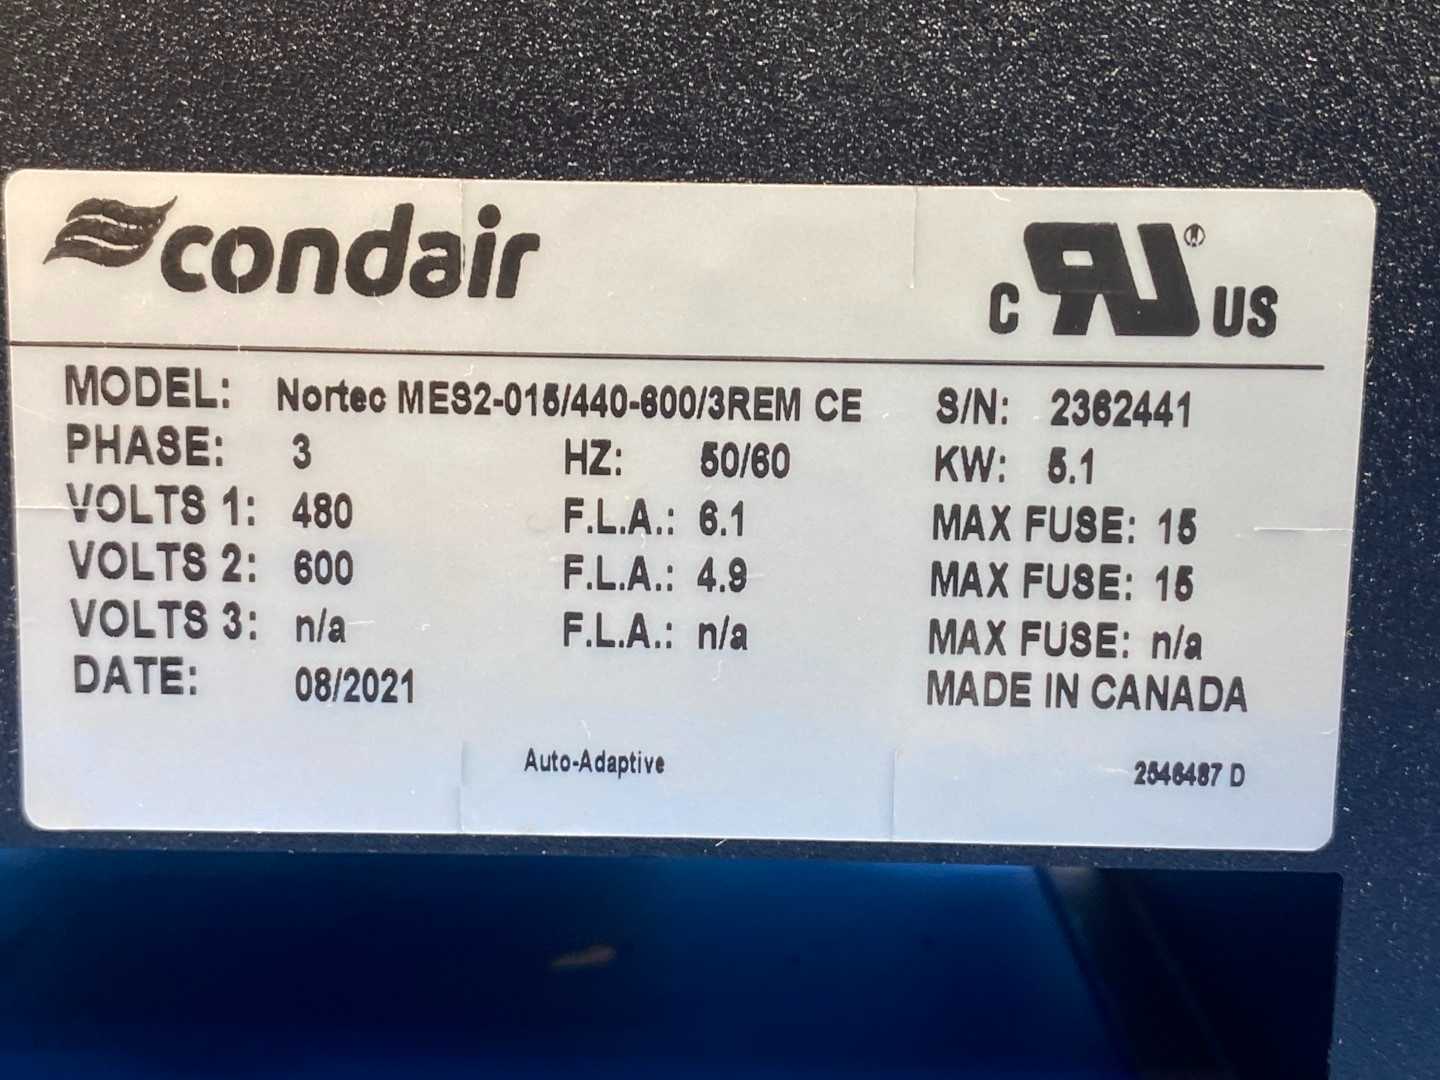 condair
C RU ® US
MODEL: Nortec MES2-015/440-600/3REM CE S/N: 2362441
PHASE: 3 HZ: 50/60 KW: 5.1
VOLTS 1: 480 F.L.A.: 6.1 MAX FUSE: 15
VOLTS 2: 600 F.L.A.: 4.9 MAX FUSE: 15
VOLTS 3: n/a F.L.A.: n/a MAX FUSE: n/a
DATE: 08/2021 MADE IN CANADA
Auto-Adaptive 2546487 D